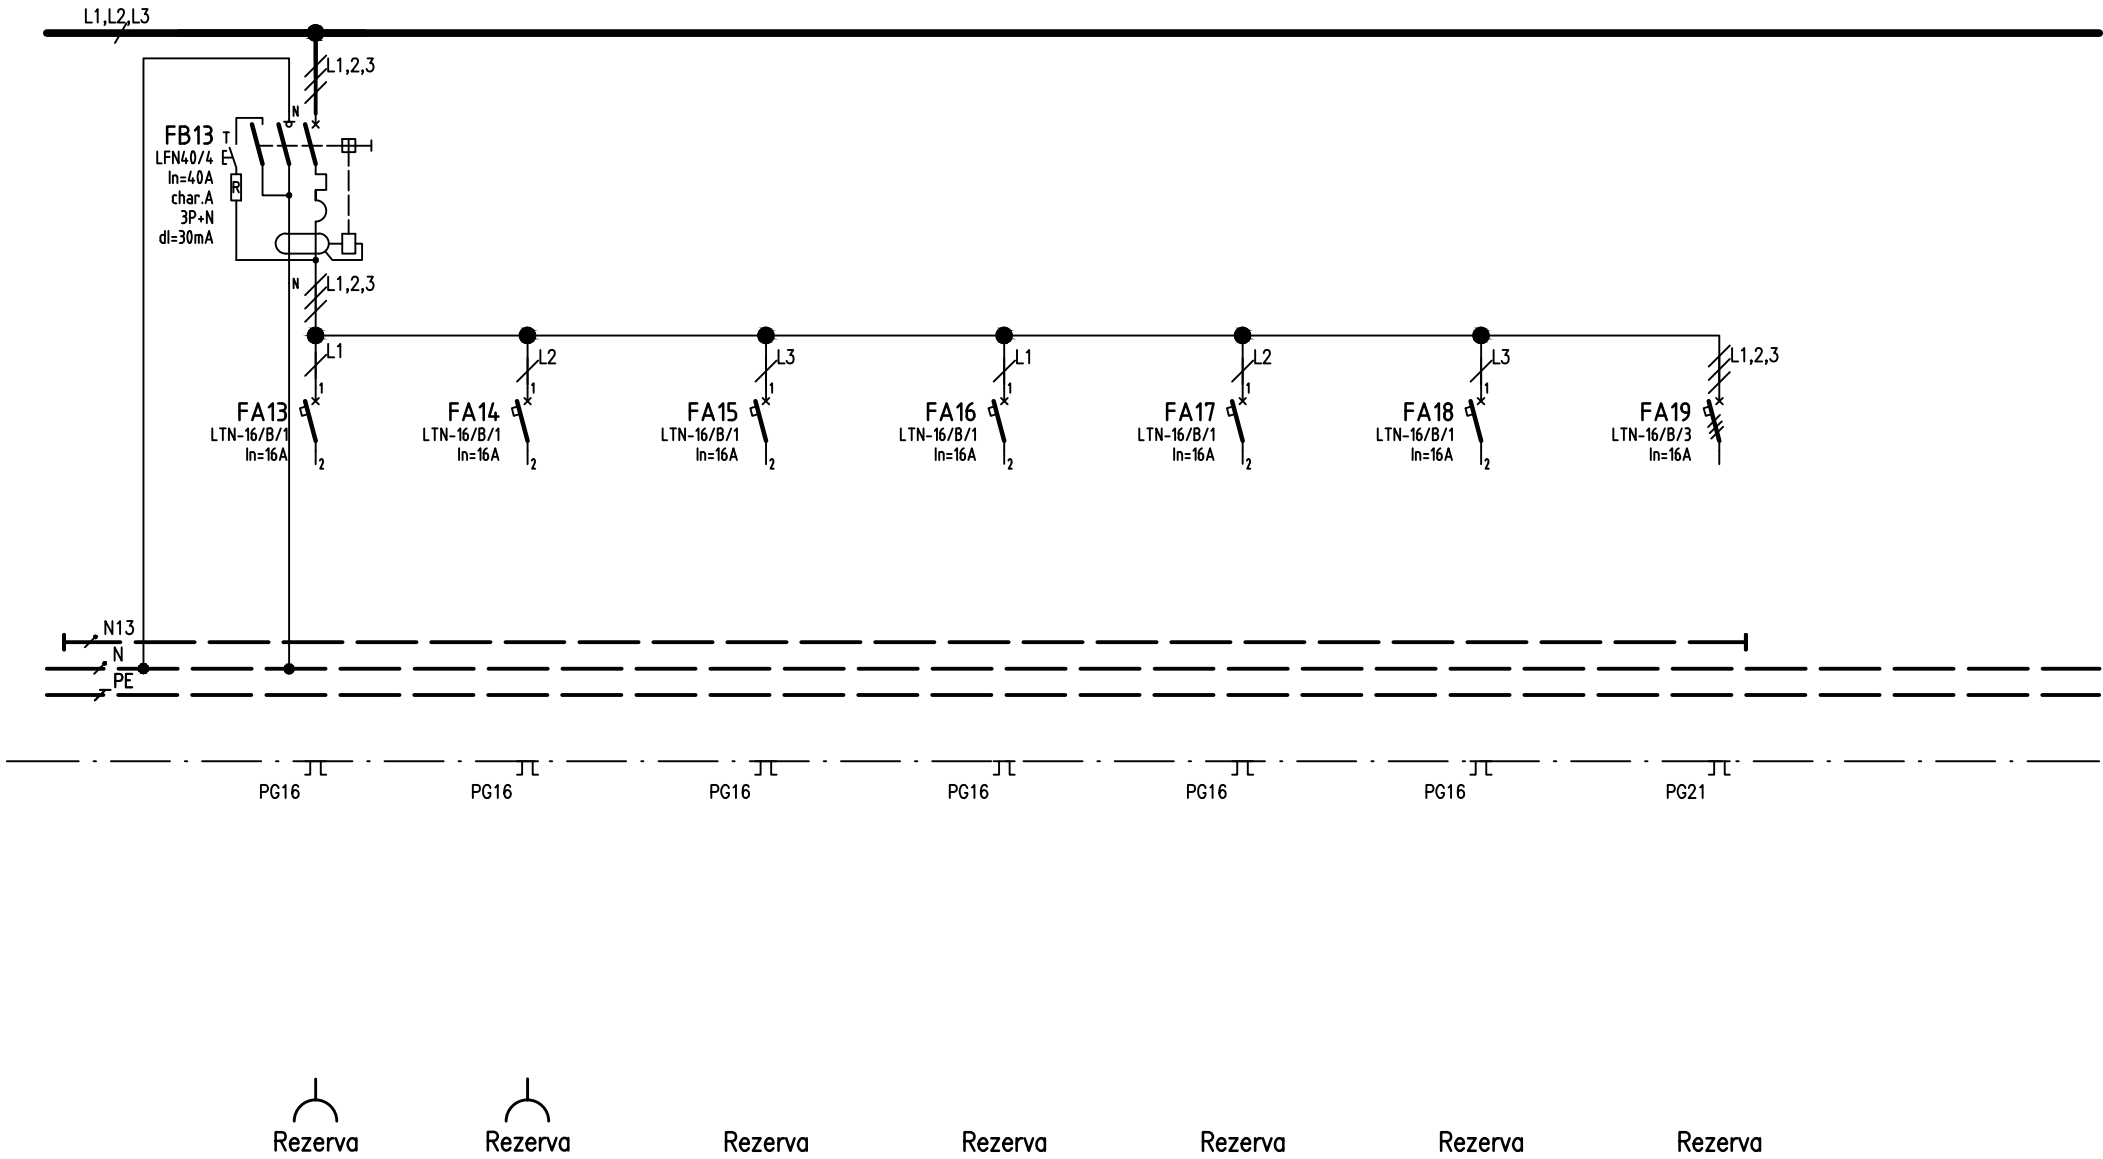 L1,L2,L3
L1,2,3
N
FB13
T
E
LFN40/4
In=40A
R
char.A
3P+N
dI=30mA
N
L1,2,3
L1
L2
L3
L1
L2
L3
L1,2,3
1
1
1
1
1
1
FA13
LTN-16/B/1
In=16A
FA14
LTN-16/B/1
In=16A
FA15
LTN-16/B/1
In=16A
FA16
LTN-16/B/1
In=16A
FA17
LTN-16/B/1
In=16A
FA18
LTN-16/B/1
In=16A
FA19
LTN-16/B/3
In=16A
2
2
2
2
2
2
N13
N
PE
PG16
PG16
PG16
PG16
PG16
PG16
PG21
Rezerva
Rezerva
Rezerva
Rezerva
Rezerva
Rezerva
Rezerva